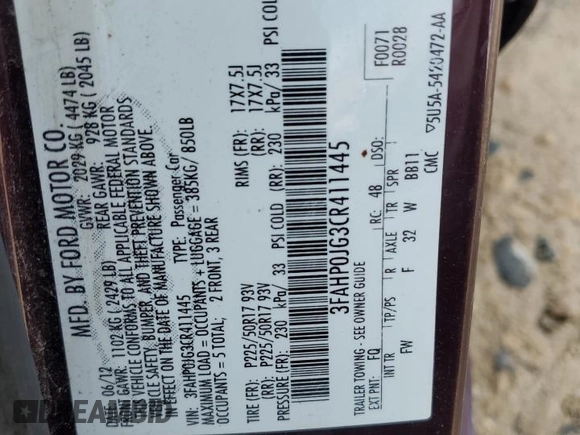 MFD. BY FORD MOTOR CO.
DATE: 06/12 GVWR: 2029 KG ( 4474 LB)
FRONT GAWR: 1102 KG (2429 LB) REAR GAWR: 928 KG ( 2045 LB)
THIS VEHICLE CONFORMS TO ALL APPLICABLE FEDERAL MOTOR
VEHICLE SAFETY, BUMPER, AND THEFT PREVENTION STANDARDS
IN EFFECT ON THE DATE OF MANUFACTURE SHOWN ABOVE.
VIN: 3FAHP0JG3CR411445 TYPE: Passenger Car
MAXIMUM LOAD = OCCUPANTS + LUGGAGE = 385KG/ 850LB
OCCUPANTS = 5 TOTAL; 2 FRONT, 3 REAR
TIRE (FR): P225/50R17 93V RIMS (FR): 17X7.5J
(RR): P225/50R17 93V (RR): 17X7.5J
PRESSURE (FR): 230 kPa/ 33 PSI COLD (RR): 230 kPa/ 33 PSI COLD
3FAHP0JG3CR411445
F0071
R0028
TRAILER TOWING - SEE OWNER GUIDE
EXT PNT: FQ RC: 48 DSO:
INT TR TP/PS R AXLE TR SPR
FW F 32 W BB11
CMC
▽5U5A-5420472-AA
IDRIVESAFELY